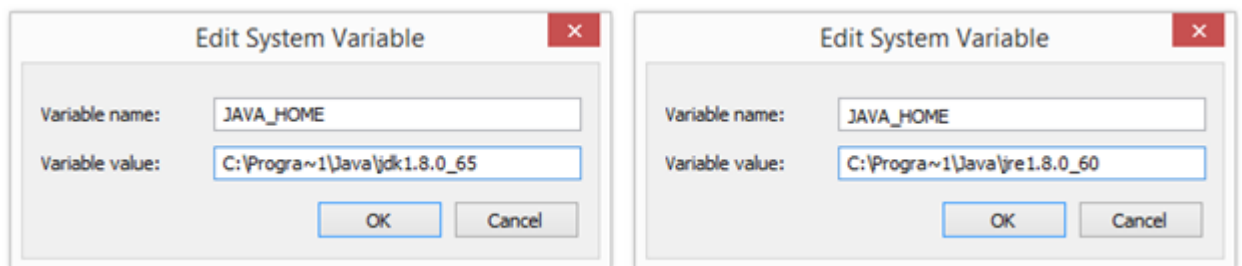 Edit System Variable
Variable name: JAVA_HOME
Variable value: C:\Progra~1\Java\jdk1.8.0_65
OK Cancel
Edit System Variable
Variable name: JAVA_HOME
Variable value: C:\Progra~1\Java\jre1.8.0_60
OK Cancel